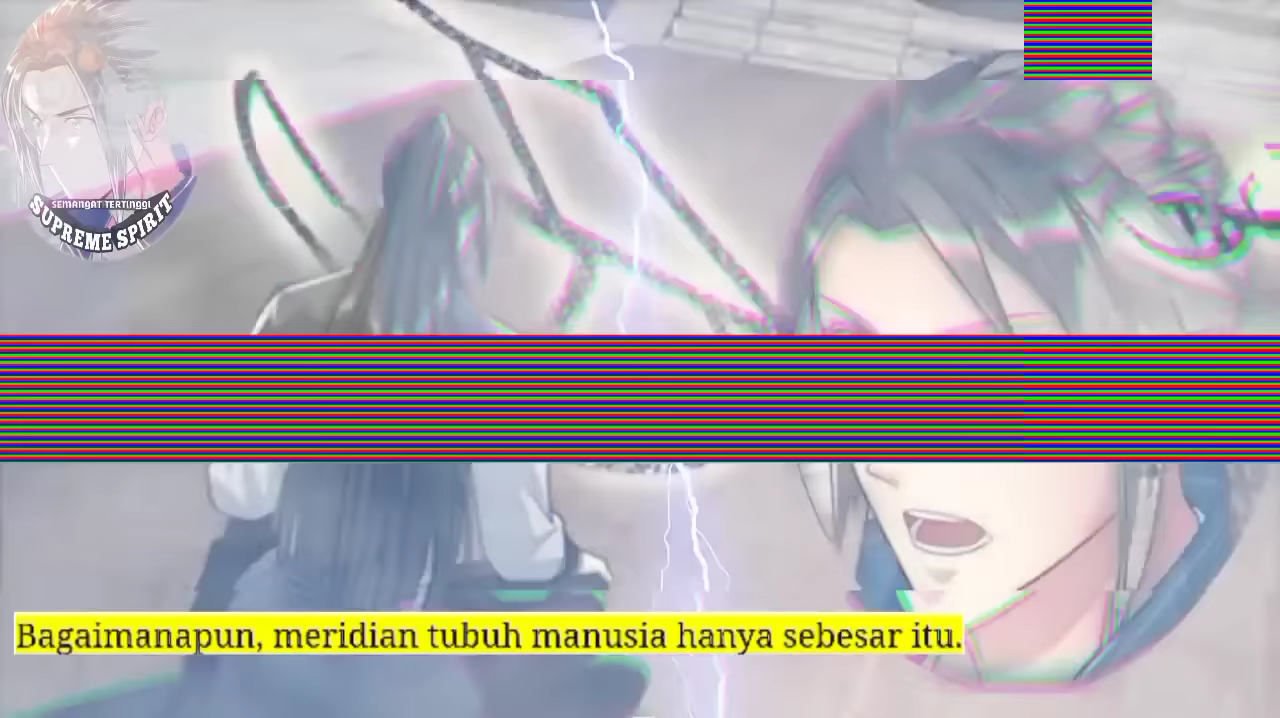 SEMANGAT TERTINGGI
SUPREME SPIRIT
Bagaimanapun, meridian tubuh manusia hanya sebesar itu.